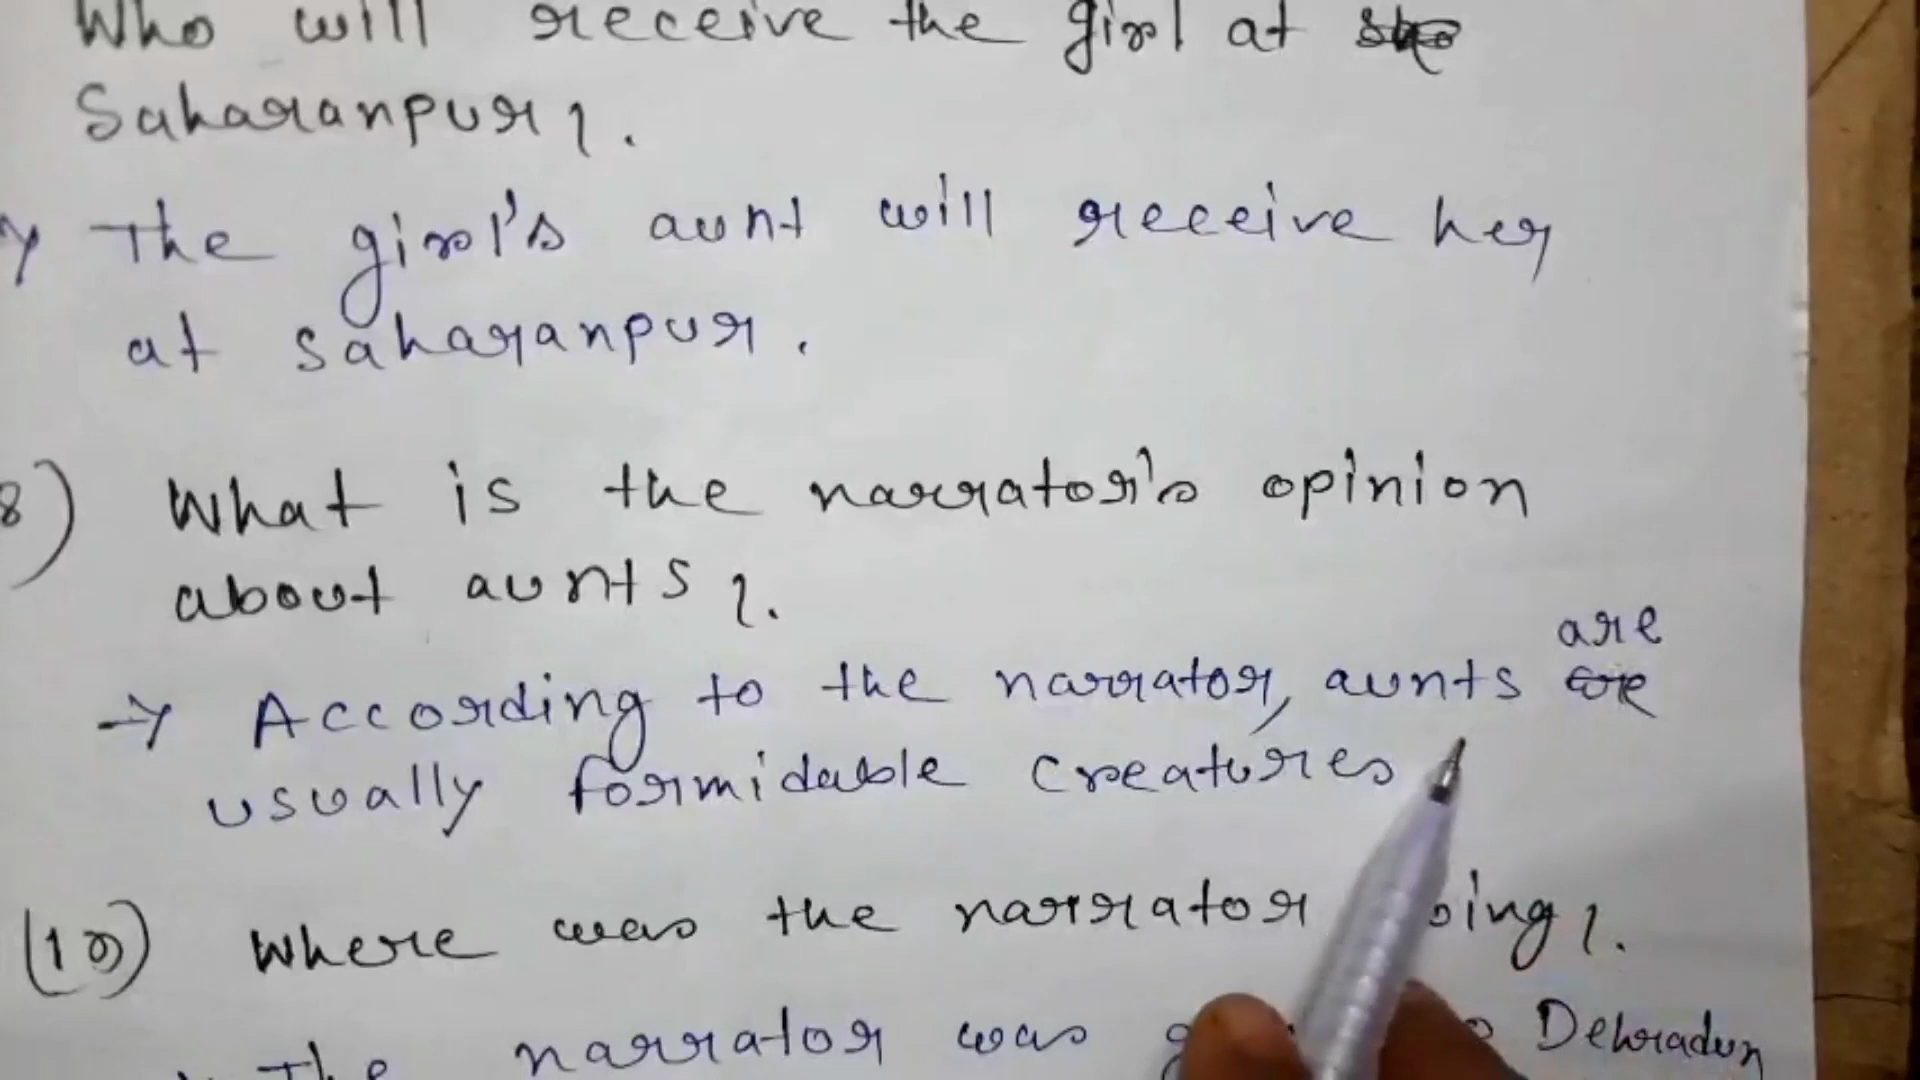 Who will receive the girl at
Saharanpur?
The girl's aunt will receive her
at saharanpur.
8) What is the narrator's opinion
about aunts?
are
→ According to the narrator, aunts
usually formidable creatures
(10) Where was the narrator
The narrator was Dehradun